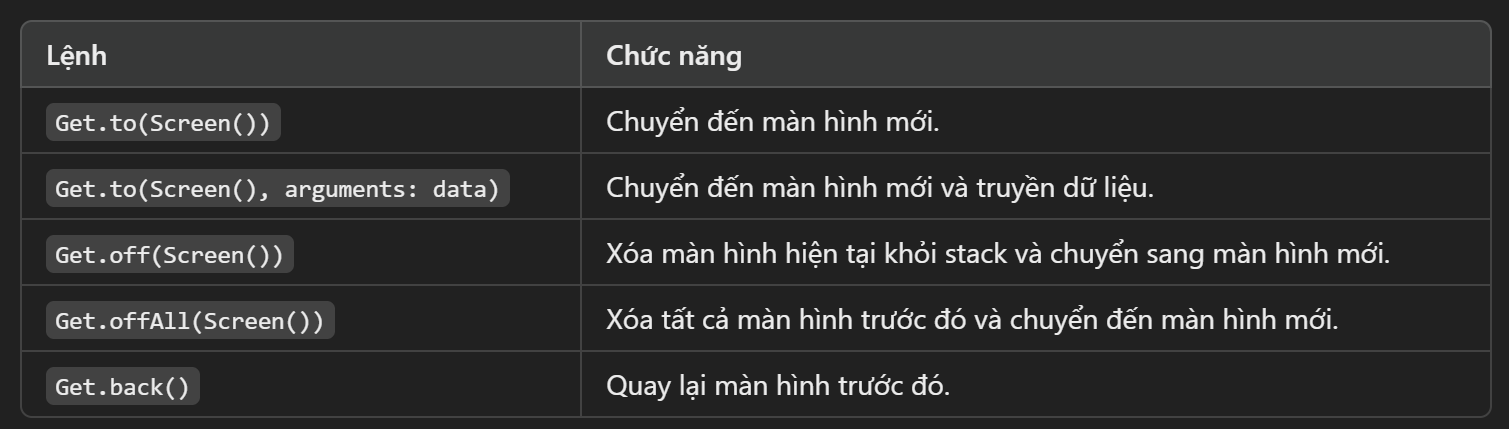 Lệnh Chức năng
Get.to(Screen()) Chuyển đến màn hình mới.
Get.to(Screen(), arguments: data) Chuyển đến màn hình mới và truyền dữ liệu.
Get.off(Screen()) Xóa màn hình hiện tại khỏi stack và chuyển sang màn hình mới.
Get.offAll(Screen()) Xóa tất cả màn hình trước đó và chuyển đến màn hình mới.
Get.back() Quay lại màn hình trước đó.